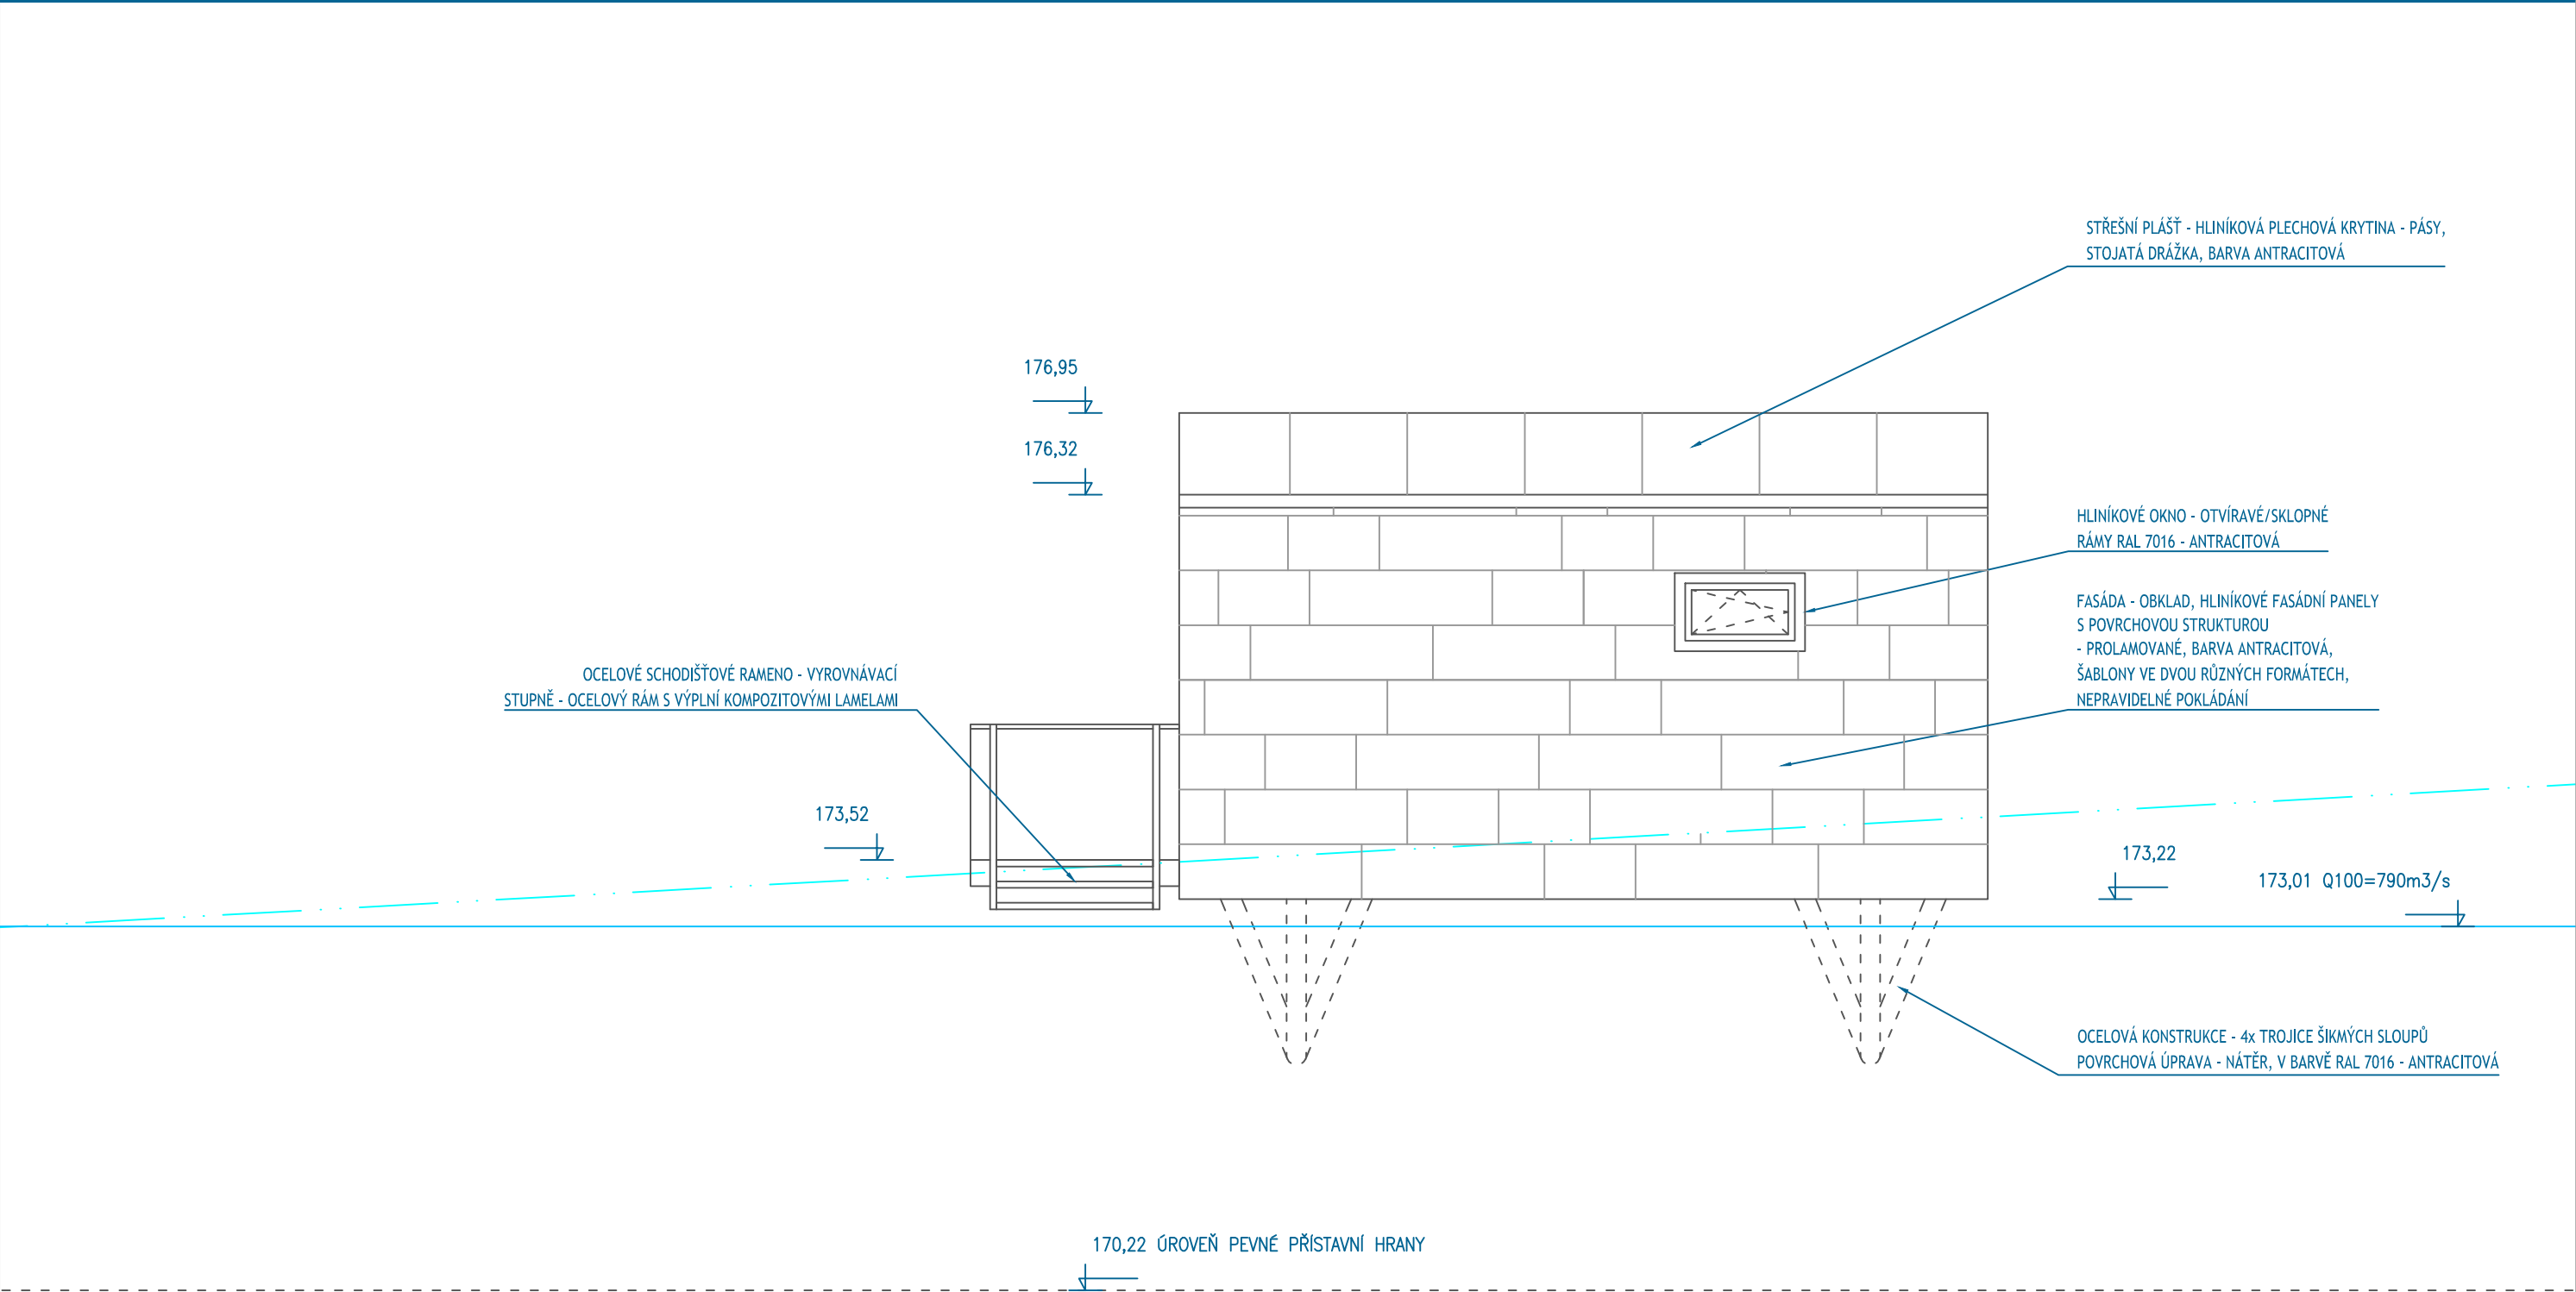 STŘEŠNÍ PLÁŠŤ - HLINÍKOVÁ PLECHOVÁ KRYTINA - PÁSY,
STOJATÁ DRÁŽKA, BARVA ANTRACITOVÁ
176,95
176,32
HLINÍKOVÉ OKNO - OTVÍRAVÉ/SKLOPNÉ
RÁMY RAL 7016 - ANTRACITOVÁ
FASÁDA - OBKLAD, HLINÍKOVÉ FASÁDNÍ PANELY
S POVRCHOVOU STRUKTUROU
- PROLAMOVANÉ, BARVA ANTRACITOVÁ,
ŠABLONY VE DVOU RŮZNÝCH FORMÁTECH,
NEPRAVIDELNÉ POKLÁDÁNÍ
OCELOVÉ SCHODIŠŤOVÉ RAMENO - VYROVNÁVACÍ
STUPNĚ - OCELOVÝ RÁM S VÝPLNÍ KOMPOZITOVÝMI LAMELAMI
173,52
173,22
173,01 Q100=790m3/s
OCELOVÁ KONSTRUKCE - 4x TROJICE ŠIKMÝCH SLOUPŮ
POVRCHOVÁ ÚPRAVA - NÁTĚR, V BARVĚ RAL 7016 - ANTRACITOVÁ
170,22 ÚROVEŇ PEVNÉ PŘÍSTAVNÍ HRANY